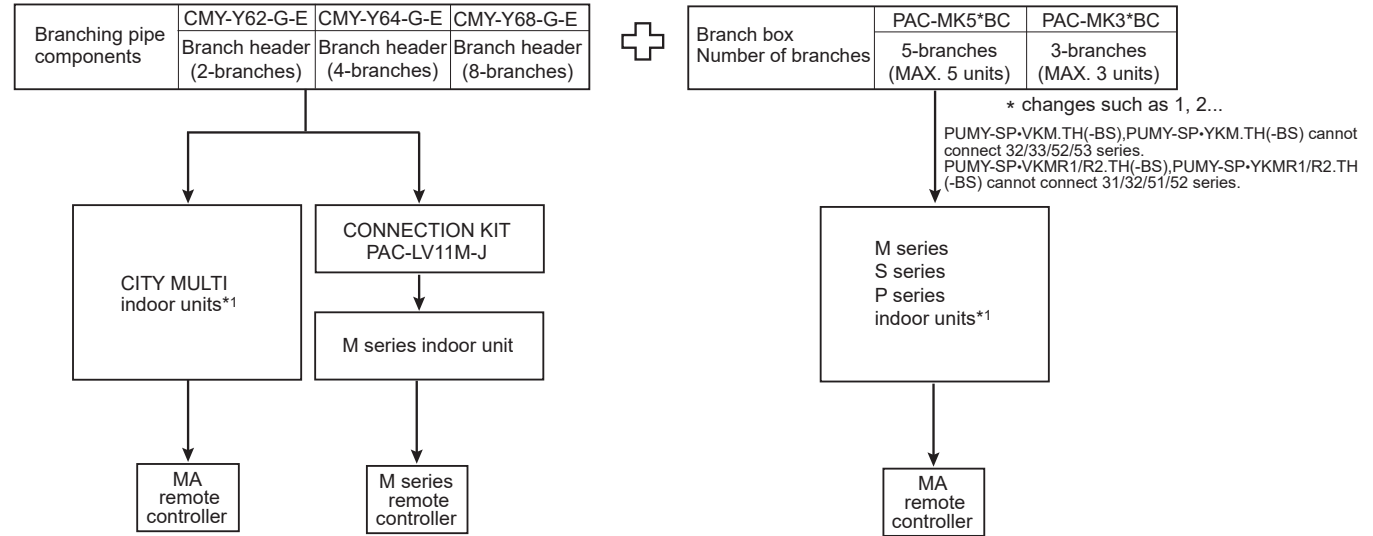 Branching pipe
components
CMY-Y62-G-E
Branch header
(2-branches)
CMY-Y64-G-E
Branch header
(4-branches)
CMY-Y68-G-E
Branch header
(8-branches)
Branch box
Number of branches
PAC-MK5*BC
5-branches
(MAX. 5 units)
PAC-MK3*BC
3-branches
(MAX. 3 units)
* changes such as 1, 2...
PUMY-SP•VKM.TH(-BS),PUMY-SP•YKM.TH(-BS) cannot
connect 32/33/52/53 series.
PUMY-SP•VKMR1/R2.TH(-BS),PUMY-SP•YKMR1/R2.TH
(-BS) cannot connect 31/32/51/52 series.
CITY MULTI
indoor units*1
CONNECTION KIT
PAC-LV11M-J
M series indoor unit
M series
S series
P series
indoor units*1
MA
remote
controller
M series
remote
controller
MA
remote
controller